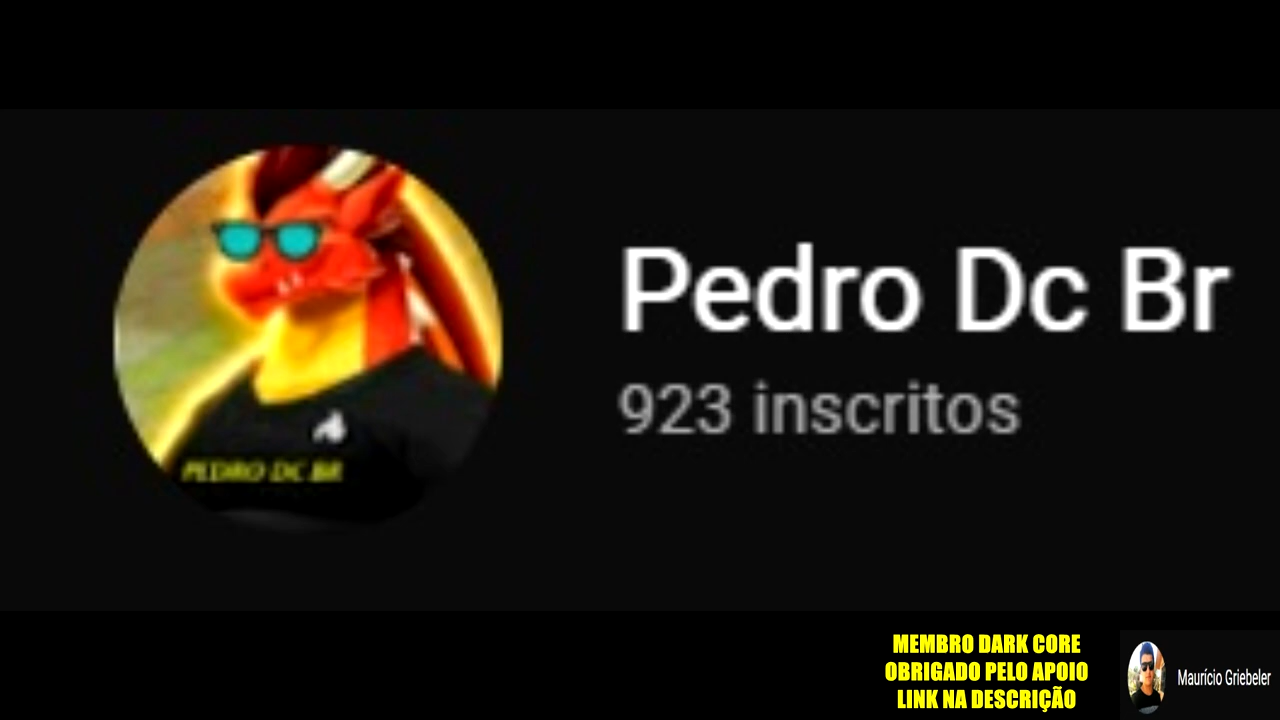 Pedro Dc Br
923 inscritos
PEDRO DC BR
MEMBRO DARK CORE
OBRIGADO PELO APOIO
LINK NA DESCRIÇÃO
Maurício Griebeler